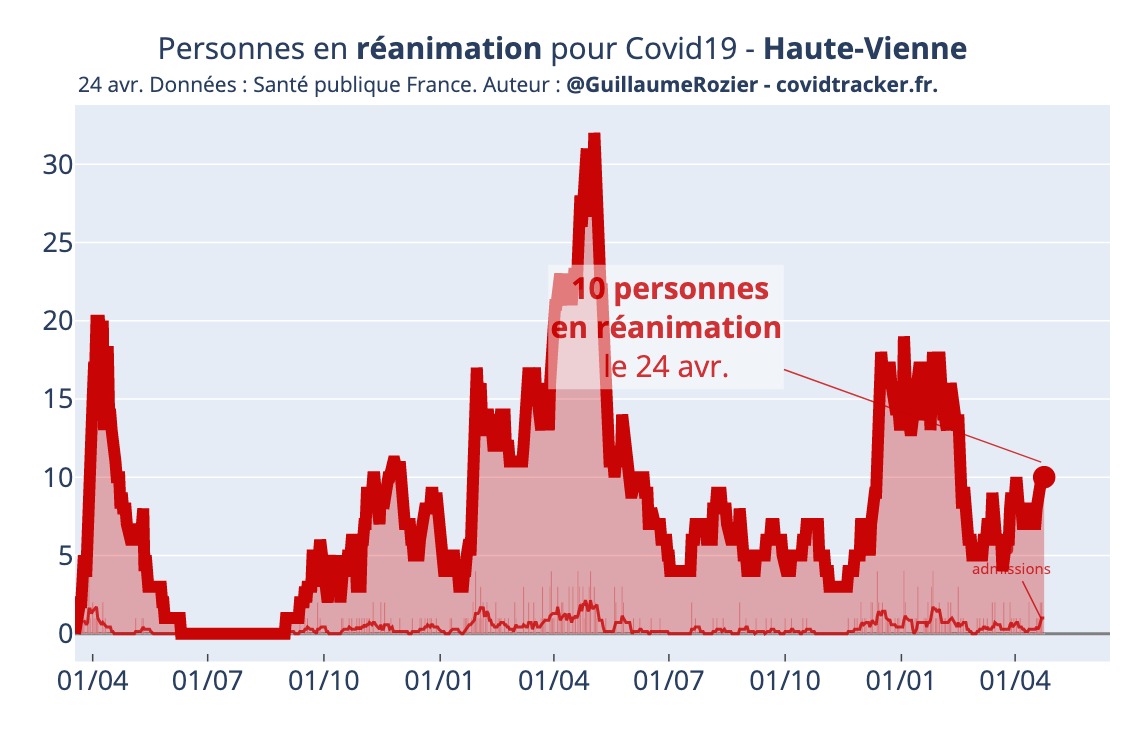 Personnes en réanimation pour Covid19 - Haute-Vienne
24 avr. Données : Santé publique France. Auteur : @GuillaumeRozier - covidtracker.fr.
30
25
20
15
10
5
0
10 personnes
en réanimation
le 24 avr.
admissions
01/04 01/07 01/10 01/01 01/04 01/07 01/10 01/01 01/04